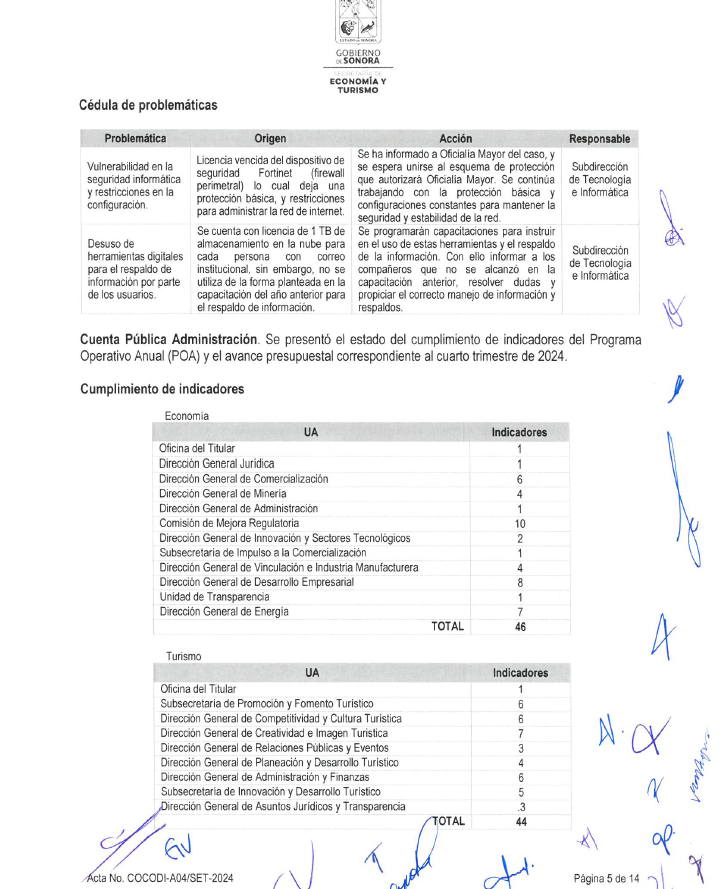 ESTADO DE SONORA
GOBIERNO
DE SONORA
SECRETARÍA DE
ECONOMÍA Y
TURISMO
Cédula de problemáticas
Problemática Origen Acción Responsable
Vulnerabilidad en la
seguridad informática
y restricciones en la
configuración.
Licencia vencida del dispositivo de
seguridad Fortinet (firewall
perimetral) lo cual deja una
protección básica, y restricciones
para administrar la red de internet.
Se ha informado a Oficialía Mayor del caso, y
se espera unirse al esquema de protección
que autorizará Oficialia Mayor. Se continúa
trabajando con la protección básica y
configuraciones constantes para mantener la
seguridad y estabilidad de la red.
Subdirección
de Tecnología
e Informática
Desuso de
herramientas digitales
para el respaldo de
información por parte
de los usuarios.
Se cuenta con licencia de 1 TB de
almacenamiento en la nube para
cada persona con correo
institucional, sin embargo, no se
utiliza de la forma planteada en la
capacitación del año anterior para
el respaldo de información.
Se programarán capacitaciones para instruir
en el uso de estas herramientas y el respaldo
de la información. Con ello informar a los
compañeros que no se alcanzó en la
capacitación anterior, resolver dudas y
propiciar el correcto manejo de información y
respaldos.
Subdirección
de Tecnología
e Informática
Cuenta Pública Administración. Se presentó el estado del cumplimiento de indicadores del Programa
Operativo Anual (POA) y el avance presupuestal correspondiente al cuarto trimestre de 2024.
Cumplimiento de indicadores
Economía
UA Indicadores
Oficina del Titular 1
Dirección General Jurídica 1
Dirección General de Comercialización 6
Dirección General de Minería 4
Dirección General de Administración 1
Comisión de Mejora Regulatoria 10
Dirección General de Innovación y Sectores Tecnológicos 2
Subsecretaría de Impulso a la Comercialización 1
Dirección General de Vinculación e Industria Manufacturera 4
Dirección General de Desarrollo Empresarial 8
Unidad de Transparencia 1
Dirección General de Energía 7
TOTAL 46
Turismo
UA Indicadores
Oficina del Titular 1
Subsecretaria de Promoción y Fomento Turístico 6
Dirección General de Competitividad y Cultura Turística 6
Dirección General de Creatividad e Imagen Turística 7
Dirección General de Relaciones Públicas y Eventos 3
Dirección General de Planeación y Desarrollo Turístico 4
Dirección General de Administración y Finanzas 6
Subsecretaria de Innovación y Desarrollo Turístico 5
Dirección General de Asuntos Jurídicos y Transparencia .3
TOTAL 44
Acta No. COCODI-A04/SET-2024
Página 5 de 14